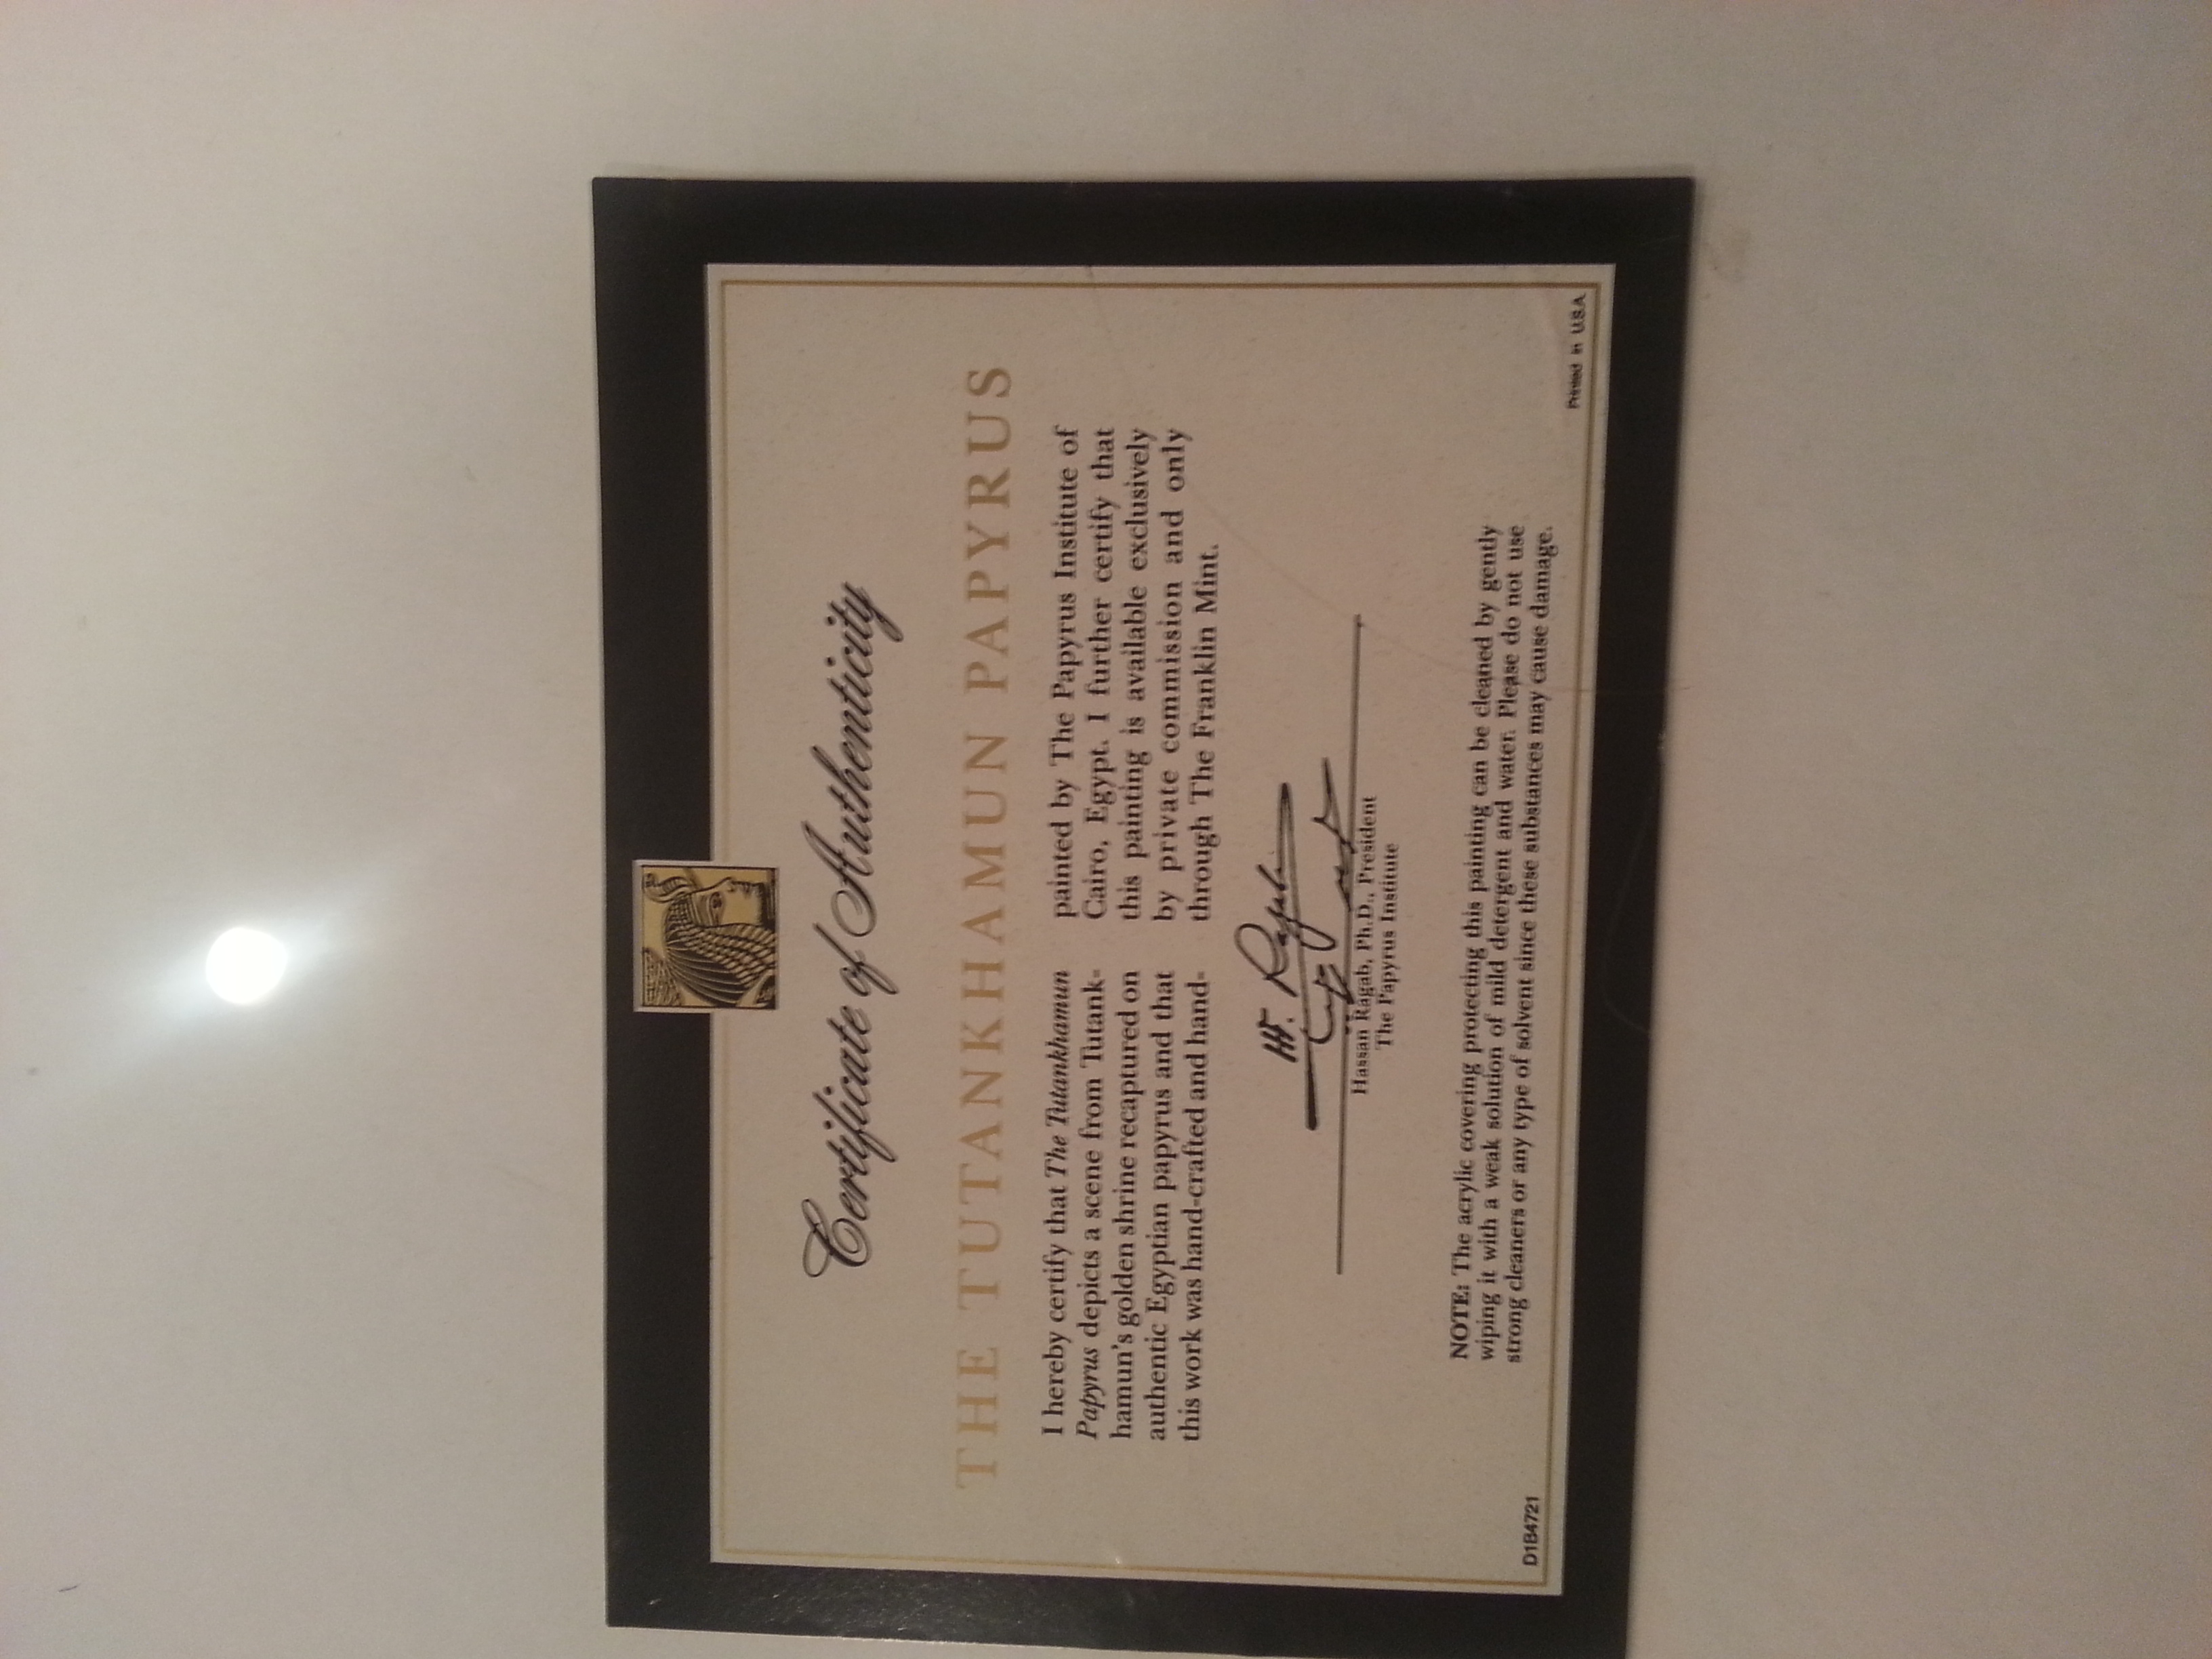 Certificate of Authenticity
THE TUTANKHAMUN PAPYRUS
I hereby certify that The Tutankhamun
Papyrus depicts a scene from Tutank-
hamun's golden shrine recaptured on
authentic Egyptian papyrus and that
this work was hand-crafted and hand-
painted by The Papyrus Institute of
Cairo, Egypt. I further certify that
this painting is available exclusively
by private commission and only
through The Franklin Mint.
H. Ragab
Hassan Ragab, Ph.D., President
The Papyrus Institute
NOTE: The acrylic covering protecting this painting can be cleaned by gently
wiping it with a weak solution of mild detergent and water. Please do not use
strong cleaners or any type of solvent since these substances may cause damage.
D1B4721
Printed in U.S.A.